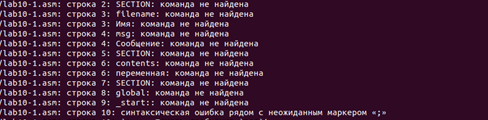 /lab10-1.asm: строка 2: SECTION: команда не найдена
/lab10-1.asm: строка 3: filename: команда не найдена
/lab10-1.asm: строка 3: Имя: команда не найдена
/lab10-1.asm: строка 4: msg: команда не найдена
/lab10-1.asm: строка 4: Сообщение: команда не найдена
/lab10-1.asm: строка 5: SECTION: команда не найдена
/lab10-1.asm: строка 6: contents: команда не найдена
/lab10-1.asm: строка 6: переменная: команда не найдена
/lab10-1.asm: строка 7: SECTION: команда не найдена
/lab10-1.asm: строка 8: global: команда не найдена
/lab10-1.asm: строка 9: _start:: команда не найдена
/lab10-1.asm: строка 10: синтаксическая ошибка рядом с неожиданным маркером «;»